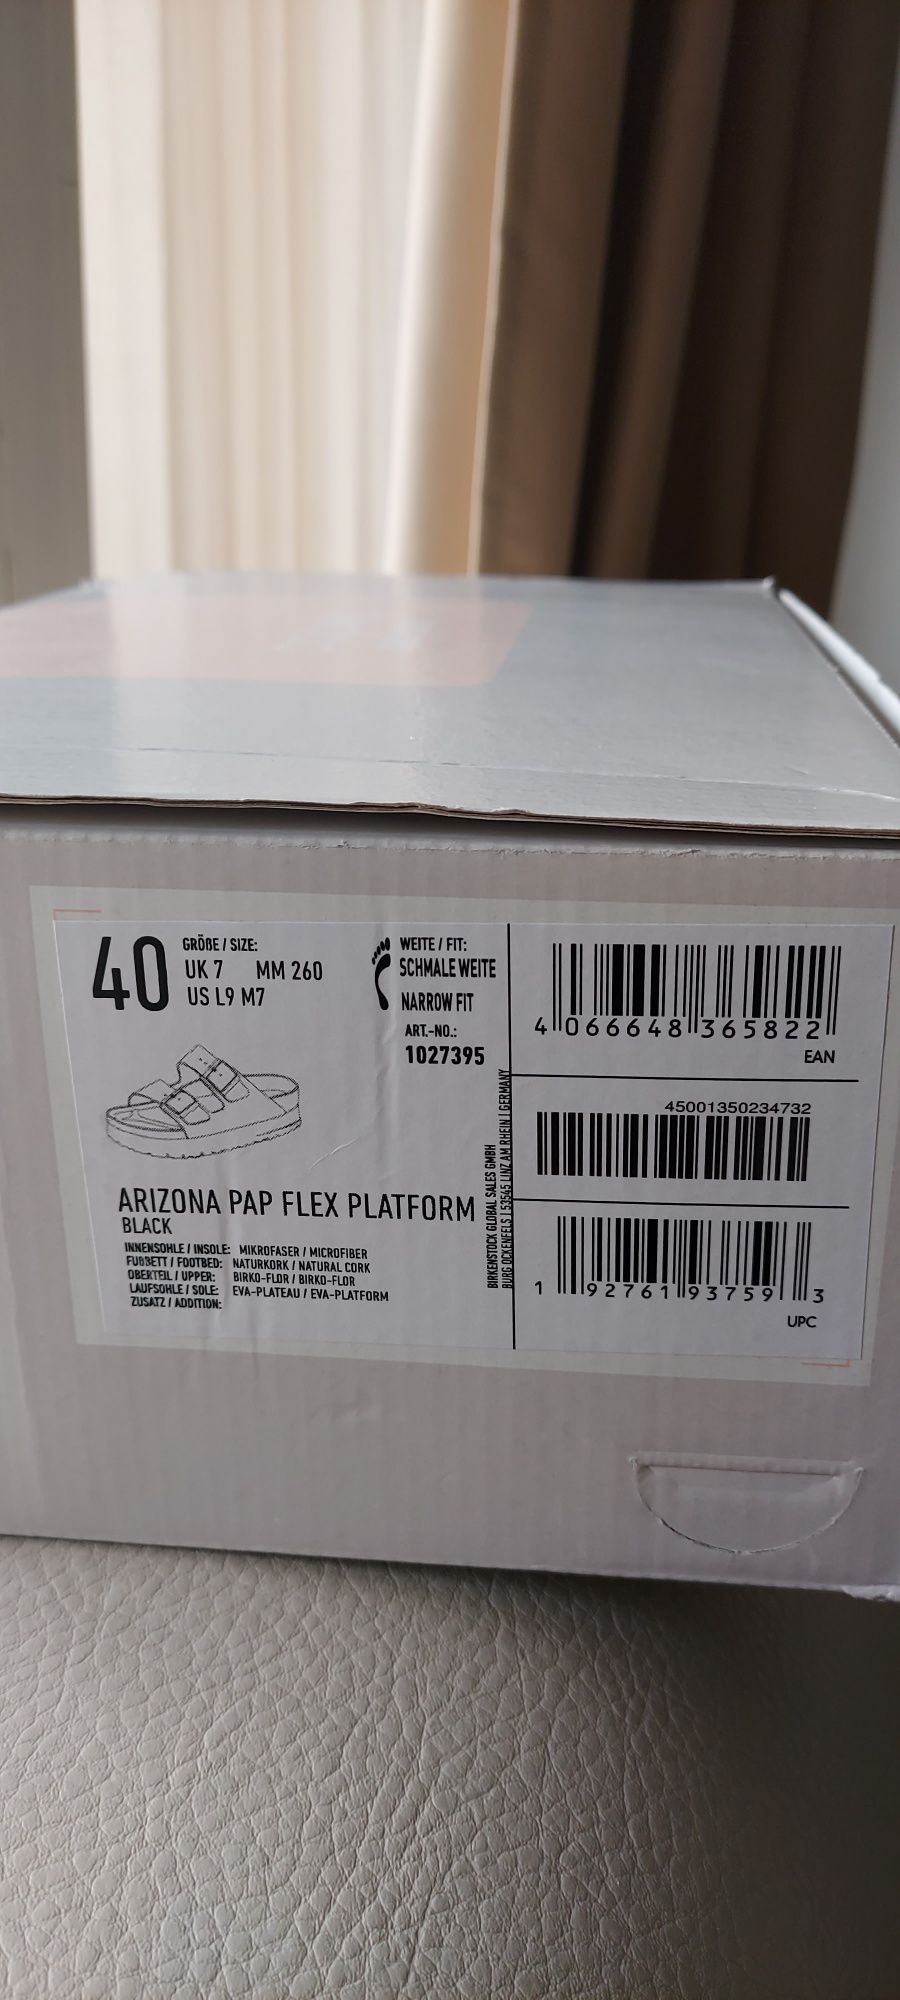 40
GRÖßE / SIZE:
UK 7 MM 260
US L9 M7
WEITE / FIT:
SCHMALE WEITE
NARROW FIT
ART.-NO.:
1027395
ARIZONA PAP FLEX PLATFORM
BLACK
INNENSOHLE / INSOLE: MIKROFASER / MICROFIBER
FUßBETT / FOOTBED: NATURKORK / NATURAL CORK
OBERTEIL / UPPER: BIRKO-FLOR / BIRKO-FLOR
LAUFSOHLE / SOLE: EVA-PLATEAU / EVA-PLATFORM
ZUSATZ / ADDITION:
BIRKENSTOCK GLOBAL SALES GMBH
BURG OCKENFELS | 53545 LINZ AM RHEIN | GERMANY
4 066648 365822
EAN
45001350234732
1 92761 93759 3
UPC